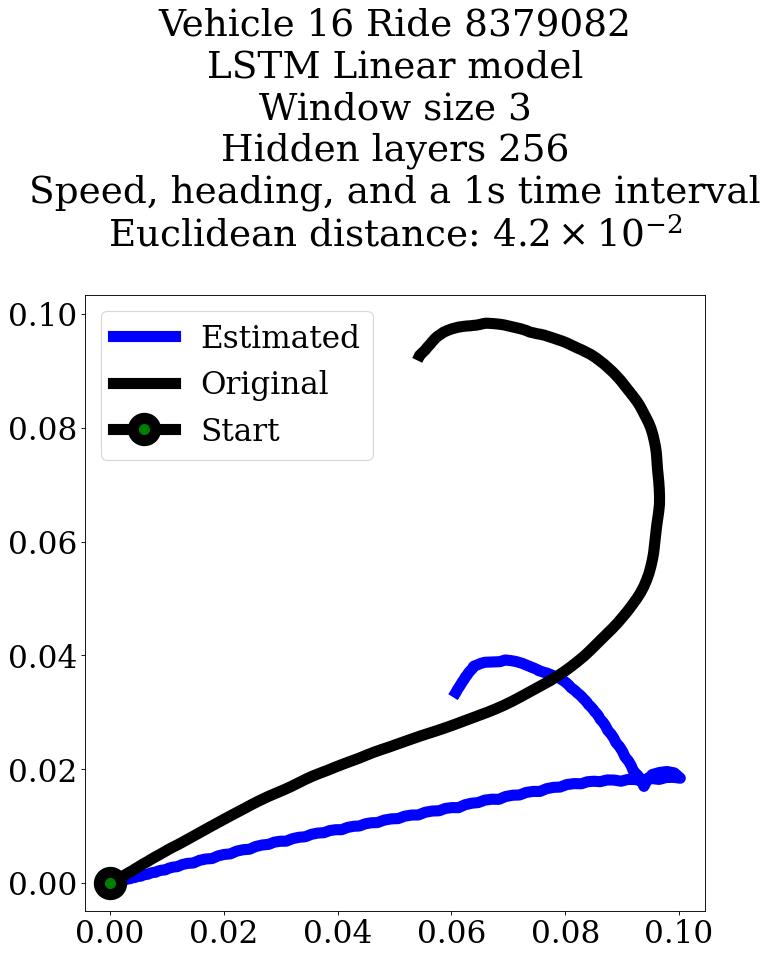 Vehicle 16 Ride 8379082
LSTM Linear model
Window size 3
Hidden layers 256
Speed, heading, and a 1s time interval
Euclidean distance: 4.2 × 10⁻²
Estimated
Original
Start
0.10
0.08
0.06
0.04
0.02
0.00
0.00 0.02 0.04 0.06 0.08 0.10